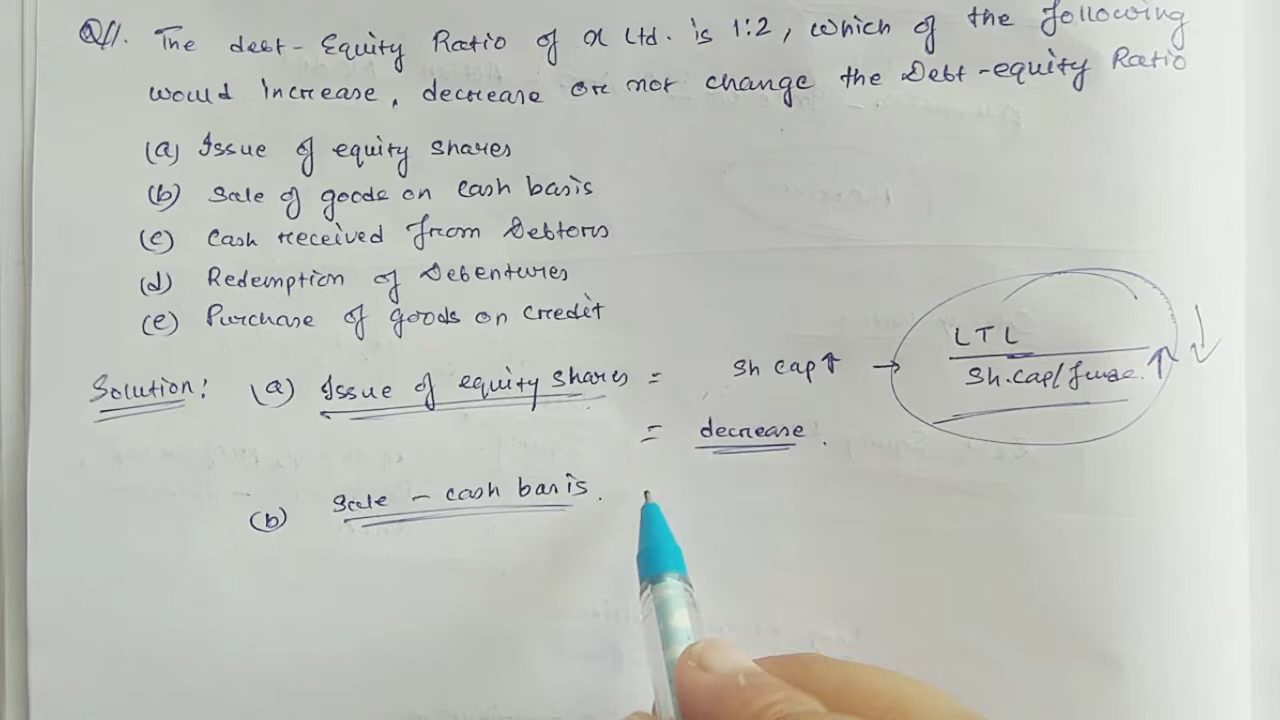 Q1. The debt-Equity Ratio of X Ltd. is 1:2, which of the following
would increase, decrease or not change the Debt-equity Ratio
(a) Issue of equity shares
(b) Sale of goods on cash basis
(c) Cash received from Debtors
(d) Redemption of Debentures
(e) Purchase of goods on credit
Solution: (a) Issue of equity shares = Sh cap↑ → LTL
Sh.cap/ ↑ ↓
= decrease.
(b) Sale - cash basis.